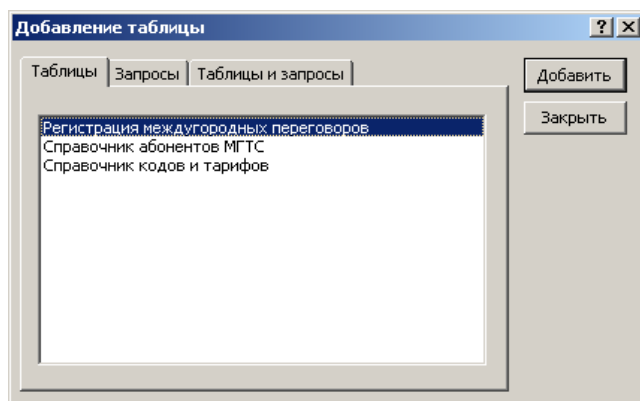 Добавление таблицы
Таблицы Запросы Таблицы и запросы
Добавить
Закрыть
Регистрация междугородных переговоров
Справочник абонентов МГТС
Справочник кодов и тарифов